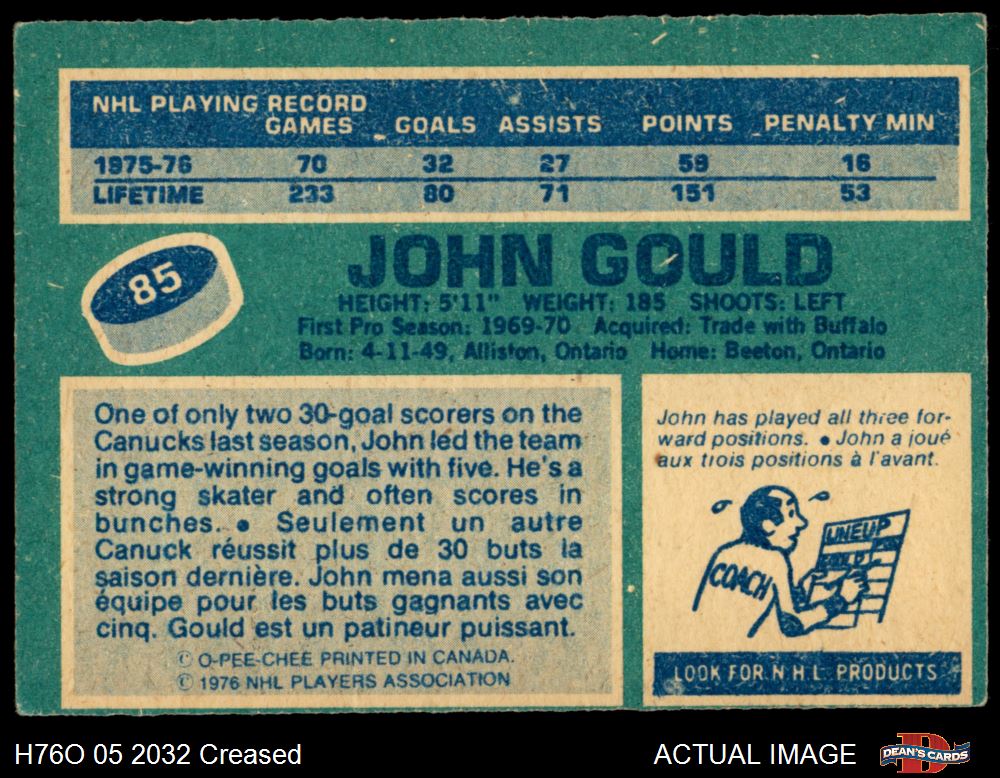 NHL PLAYING RECORD
GAMES GOALS ASSISTS POINTS PENALTY MIN
1975-76 70 32 27 59 16
LIFETIME 233 80 71 151 53
85
JOHN GOULD
HEIGHT: 5'11" WEIGHT: 185 SHOOTS: LEFT
First Pro Season: 1969-70 Acquired: Trade with Buffalo
Born: 4-11-49, Alliston, Ontario Home: Beeton, Ontario
One of only two 30-goal scorers on the
Canucks last season, John led the team
in game-winning goals with five. He's a
strong skater and often scores in
bunches. ● Seulement un autre
Canuck réussit plus de 30 buts la
saison dernière. John mena aussi son
équipe pour les buts gagnants avec
cinq. Gould est un patineur puissant.
© O-PEE-CHEE PRINTED IN CANADA.
© 1976 NHL PLAYERS ASSOCIATION
John has played all three for-
ward positions. ● John a joué
aux trois positions à l'avant.
LINEUP
COACH
LOOK FOR N.H.L. PRODUCTS
H76O 05 2032 Creased
ACTUAL IMAGE
DEAN'S CARDS